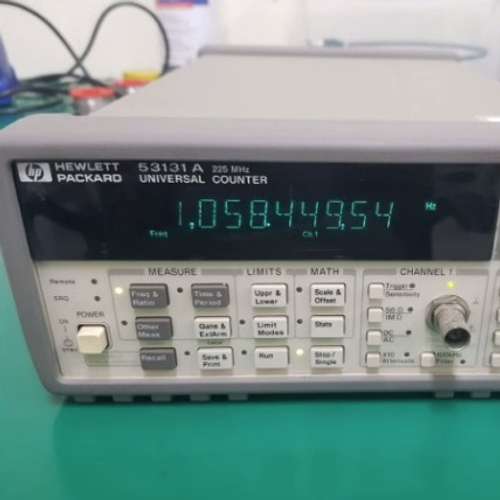 hp HEWLETT PACKARD 53131A 225 MHz UNIVERSAL COUNTER
1,058,449.54 Hz
Freq Ch1
MEASURE LIMITS MATH CHANNEL 1
Remote
Freq & Ratio
Time & Period
Uppr & Lower
Scale & Offset
Trigger/ Sensitivity
SRQ
POWER
Other Meas
Gate & ExtArm
Limit Modes
Stats
50 Ω 1M Ω
DC AC
Recall
Save & Print
Run
Stop/ Single
X10 Attenuate
100kHz Filter